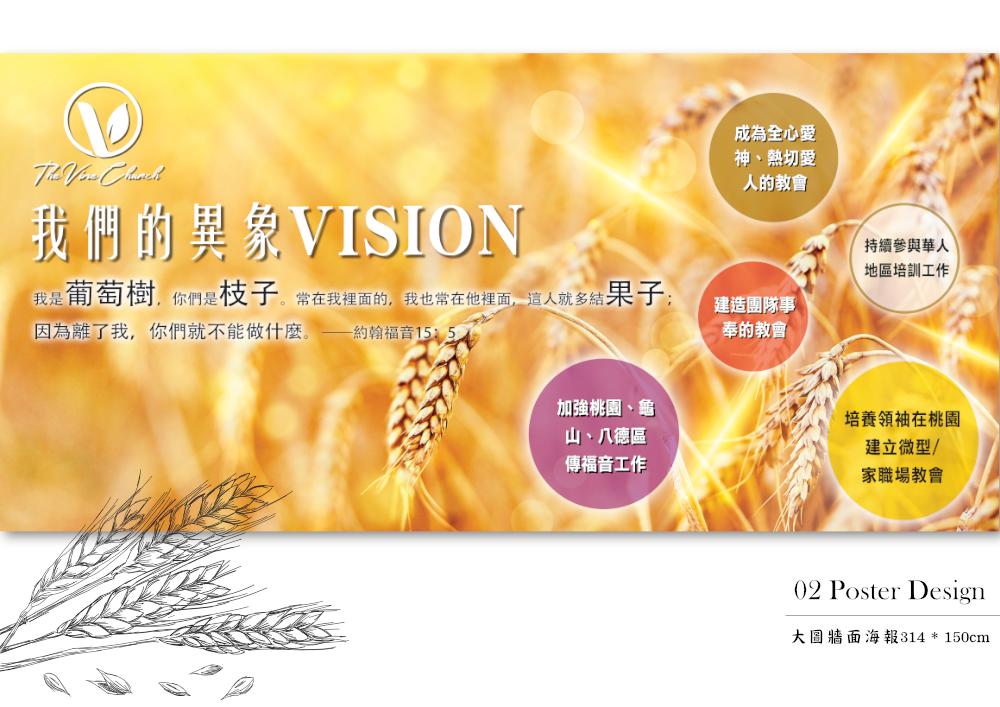 The Vine Church
我們的異象VISION
我是葡萄樹，你們是枝子。常在我裡面的，我也常在他裡面，這人就多結果子；
因為離了我，你們就不能做什麼。——約翰福音15：5
成為全心愛
神、熱切愛
人的教會
持續參與華人
地區培訓工作
建造團隊事
奉的教會
加強桃園、龜
山、八德區
傳福音工作
培養領袖在桃園
建立微型/
家職場教會
02 Poster Design
大圖牆面海報314 * 150cm